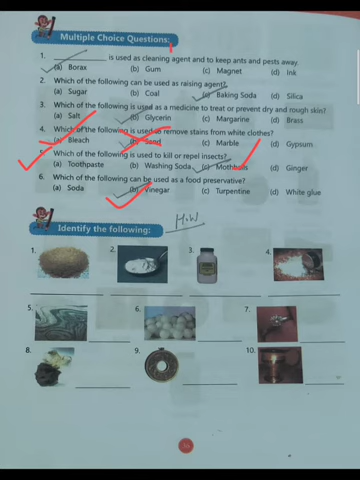 Multiple Choice Questions:
1. ________ is used as cleaning agent and to keep ants and pests away.
(a) Borax (b) Gum (c) Magnet (d) Ink
2. Which of the following can be used as raising agent?
(a) Sugar (b) Coal (c) Baking Soda (d) Silica
3. Which of the following is used as a medicine to treat or prevent dry and rough skin?
(a) Salt (b) Glycerin (c) Margarine (d) Brass
4. Which of the following is used to remove stains from white clothes?
(a) Bleach (b) Sand (c) Marble (d) Gypsum
5. Which of the following is used to kill or repel insects?
(a) Toothpaste (b) Washing Soda (c) Mothballs (d) Ginger
6. Which of the following can be used as a food preservative?
(a) Soda (b) Vinegar (c) Turpentine (d) White glue
Identify the following: H.W
1. 2. 3. 4.
5. 6. 7.
8. 9. 10.